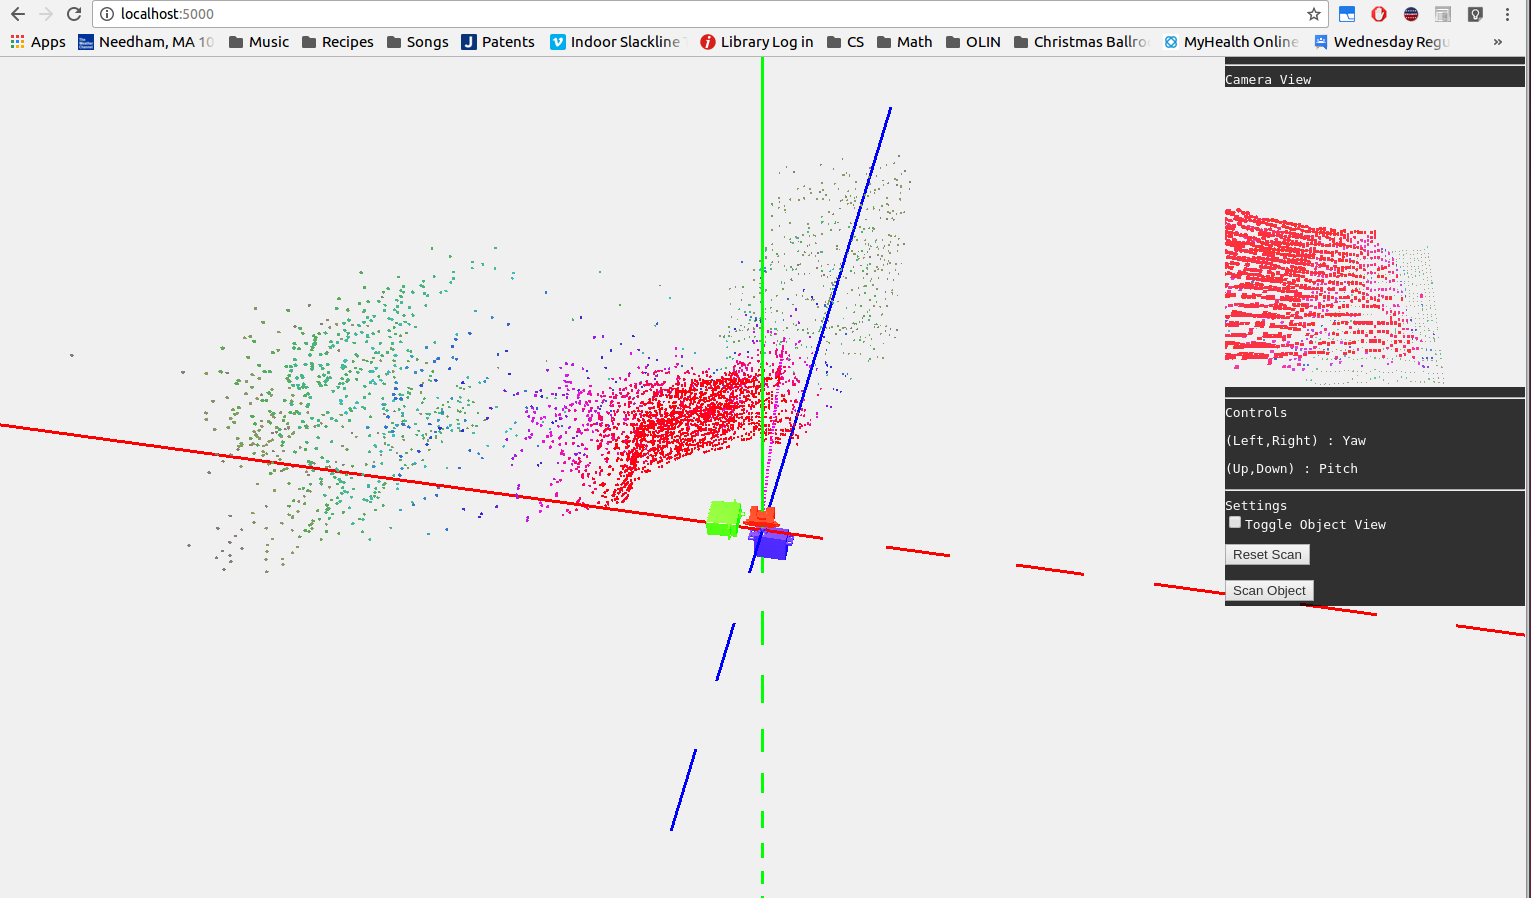 localhost:5000
Apps Needham, MA 10 Music Recipes Songs J Patents Indoor Slackline Library Log in CS Math OLIN Christmas Ballro MyHealth Online Wednesday Regu »
Camera View
Controls
(Left,Right) : Yaw
(Up,Down) : Pitch
Settings
Toggle Object View
Reset Scan
Scan Object